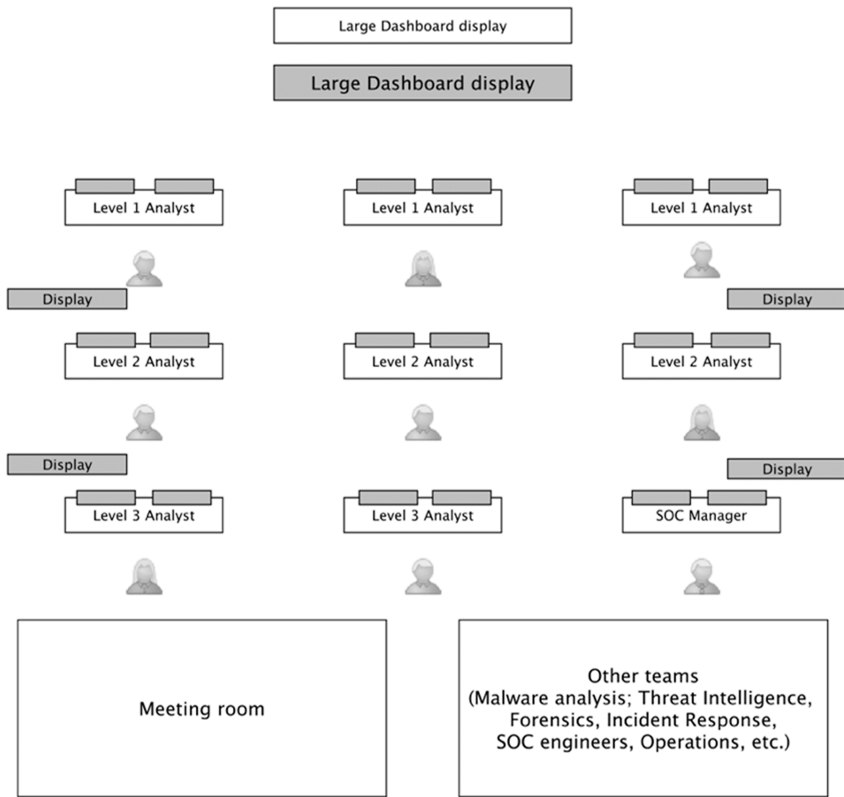 Large Dashboard display
Large Dashboard display
Level 1 Analyst
Level 1 Analyst
Level 1 Analyst
Display
Display
Level 2 Analyst
Level 2 Analyst
Level 2 Analyst
Display
Display
Level 3 Analyst
Level 3 Analyst
SOC Manager
Meeting room
Other teams
(Malware analysis; Threat Intelligence,
Forensics, Incident Response,
SOC engineers, Operations, etc.)